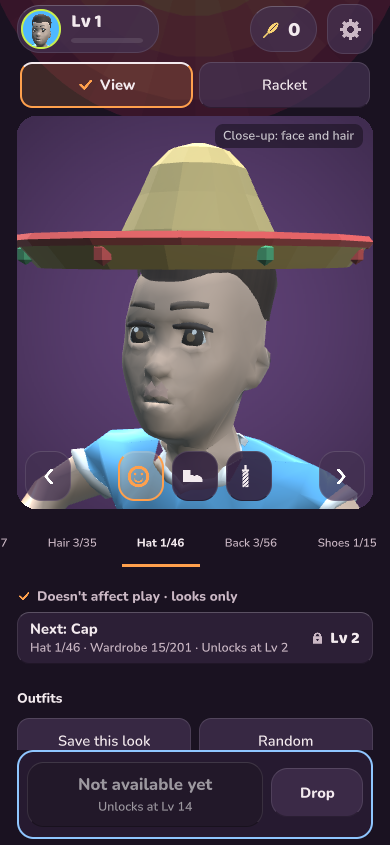 Lv 1
0
View
Racket
Close-up: face and hair
7
Hair 3/35
Hat 1/46
Back 3/56
Shoes 1/15
Doesn't affect play · looks only
Next: Cap
Hat 1/46 · Wardrobe 15/201 · Unlocks at Lv 2
Lv 2
Outfits
Save this look
Random
Not available yet
Unlocks at Lv 14
Drop